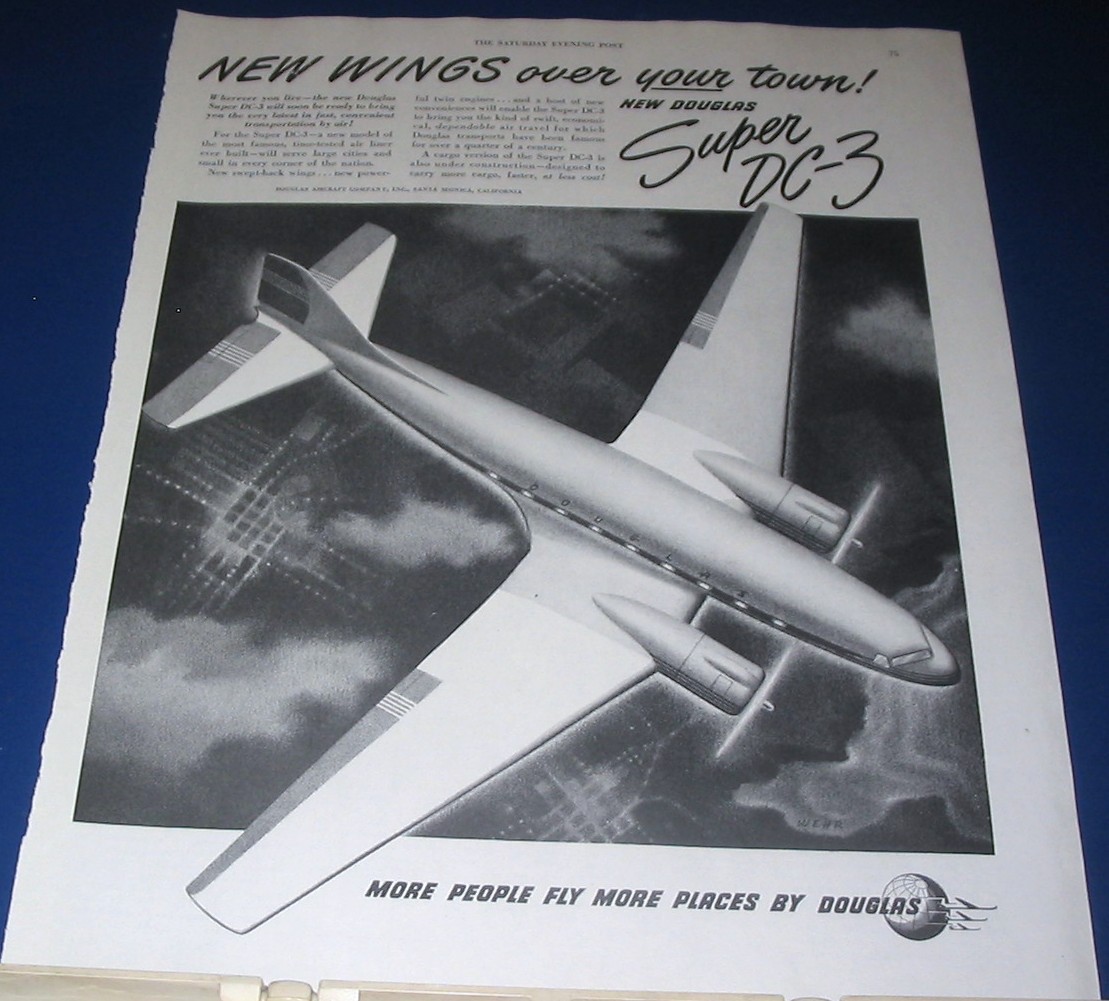 THE SATURDAY EVENING POST
75
NEW WINGS over your town!
Wherever you live—the new Douglas
Super DC-3 will soon be ready to bring
you the very latest in fast, convenient
transportation by air!
For the Super DC-3—a new model of
the most famous, time-tested air liner
ever built—will serve large cities and
small in every corner of the nation.
New swept-back wings... new power-
ful twin engines... and a host of new
conveniences will enable the Super DC-3
to bring you the kind of swift, economi-
cal, dependable air travel for which
Douglas transports have been famous
for over a quarter of a century.
A cargo version of the Super DC-3 is
also under construction—designed to
carry more cargo, faster, at less cost!
DOUGLAS AIRCRAFT COMPANY, INC., SANTA MONICA, CALIFORNIA
NEW DOUGLAS
Super
DC-3
DOUGLAS
WEHR
MORE PEOPLE FLY MORE PLACES BY DOUGLAS